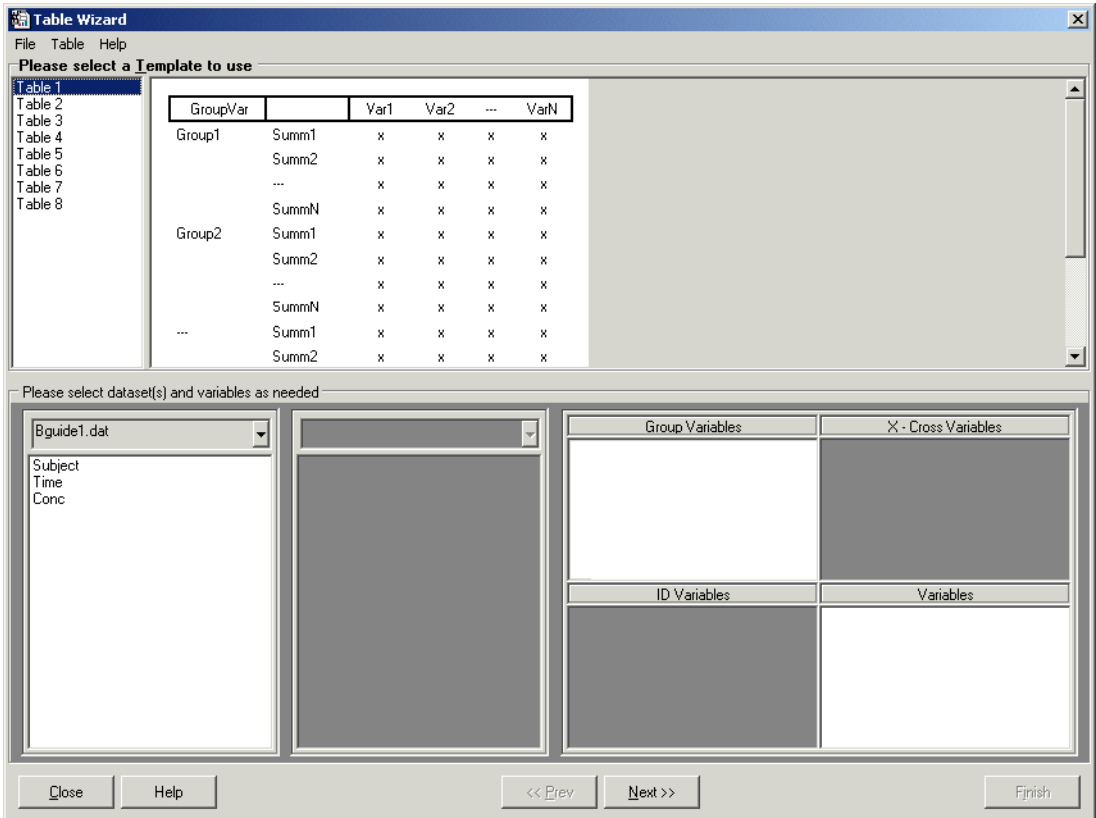 Table Wizard
File Table Help
Please select a Template to use
Table 1
Table 2
Table 3
Table 4
Table 5
Table 6
Table 7
Table 8
GroupVar Var1 Var2 --- VarN
Group1 Summ1 x x x x
Summ2 x x x x
--- x x x x
SummN x x x x
Group2 Summ1 x x x x
Summ2 x x x x
--- x x x x
SummN x x x x
--- Summ1 x x x x
Summ2 x x x x
Please select dataset(s) and variables as needed
Bguide1.dat
Subject
Time
Conc
Group Variables X - Cross Variables
ID Variables Variables
Close Help << Prev Next >> Finish